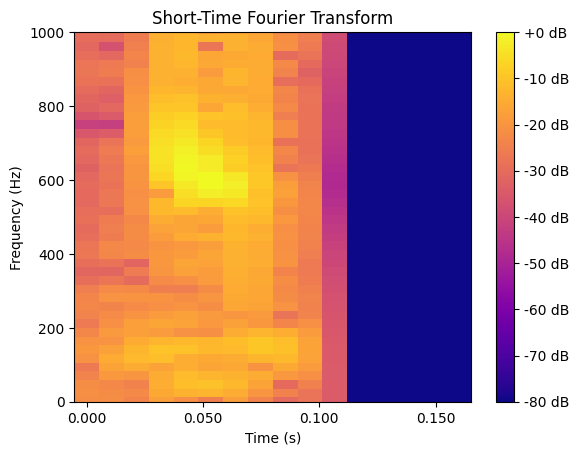 Short-Time Fourier Transform
1000
800
600
400
200
0
Frequency (Hz)
0.000
0.050
0.100
0.150
Time (s)
+0 dB
-10 dB
-20 dB
-30 dB
-40 dB
-50 dB
-60 dB
-70 dB
-80 dB